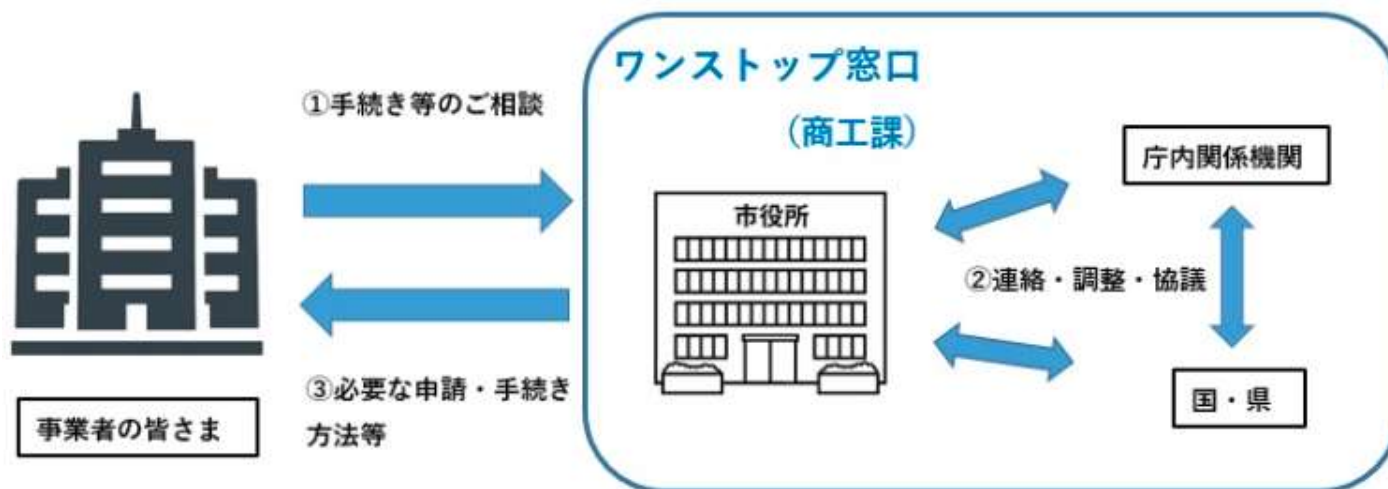 ワンストップ窓口
（商工課）
①手続き等のご相談
市役所
庁内関係機関
②連絡・調整・協議
国・県
③必要な申請・手続き
方法等
事業者の皆さま